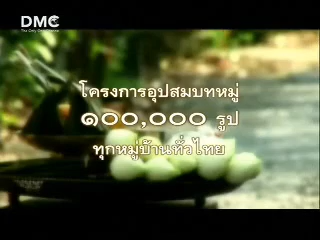 DMC
The Only One Channel
โครงการอุปสมบทหมู่
๑๐๐,๐๐๐ รูป
ทุกหมู่บ้านทั่วไทย